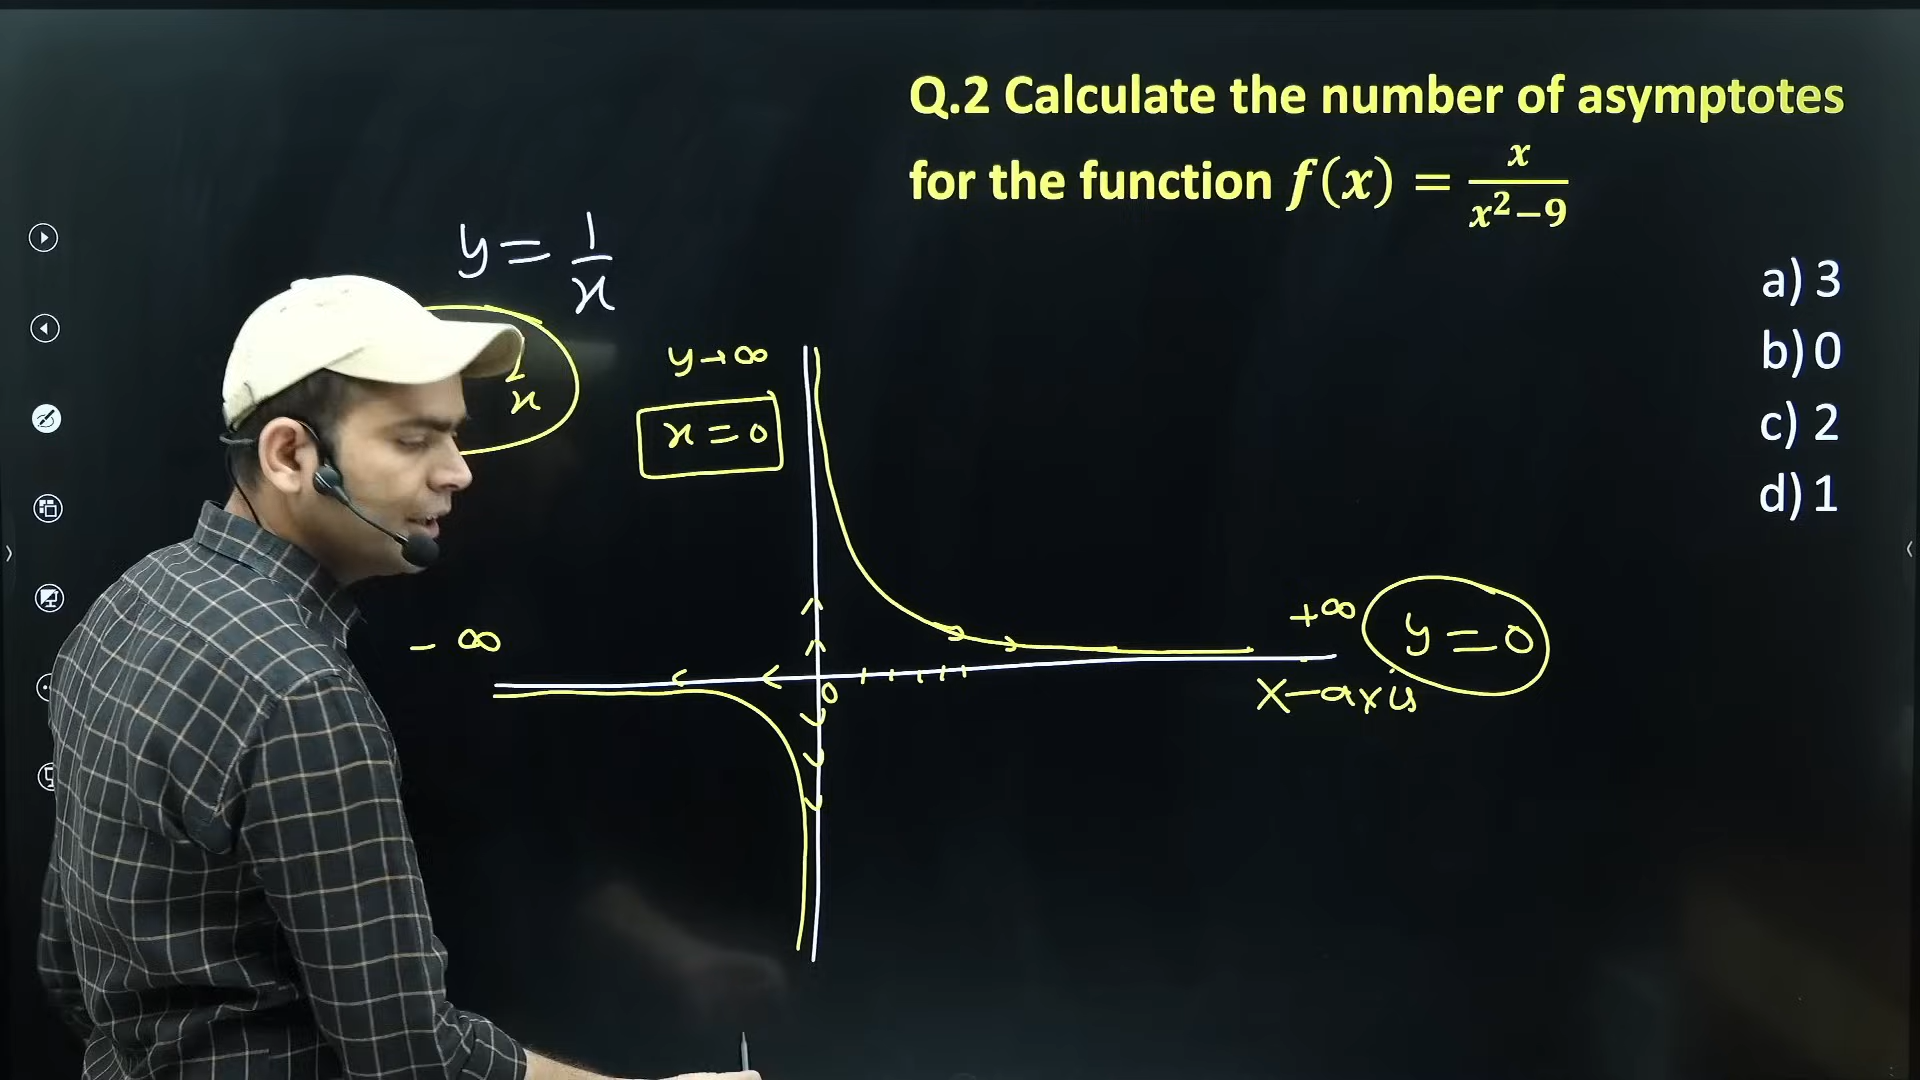 Q.2 Calculate the number of asymptotes
for the function f(x) = x/(x²−9)
a) 3
b) 0
c) 2
d) 1
y = 1/x
1/x
y→∞
x = 0
- ∞
+∞
y = 0
0
X-axis